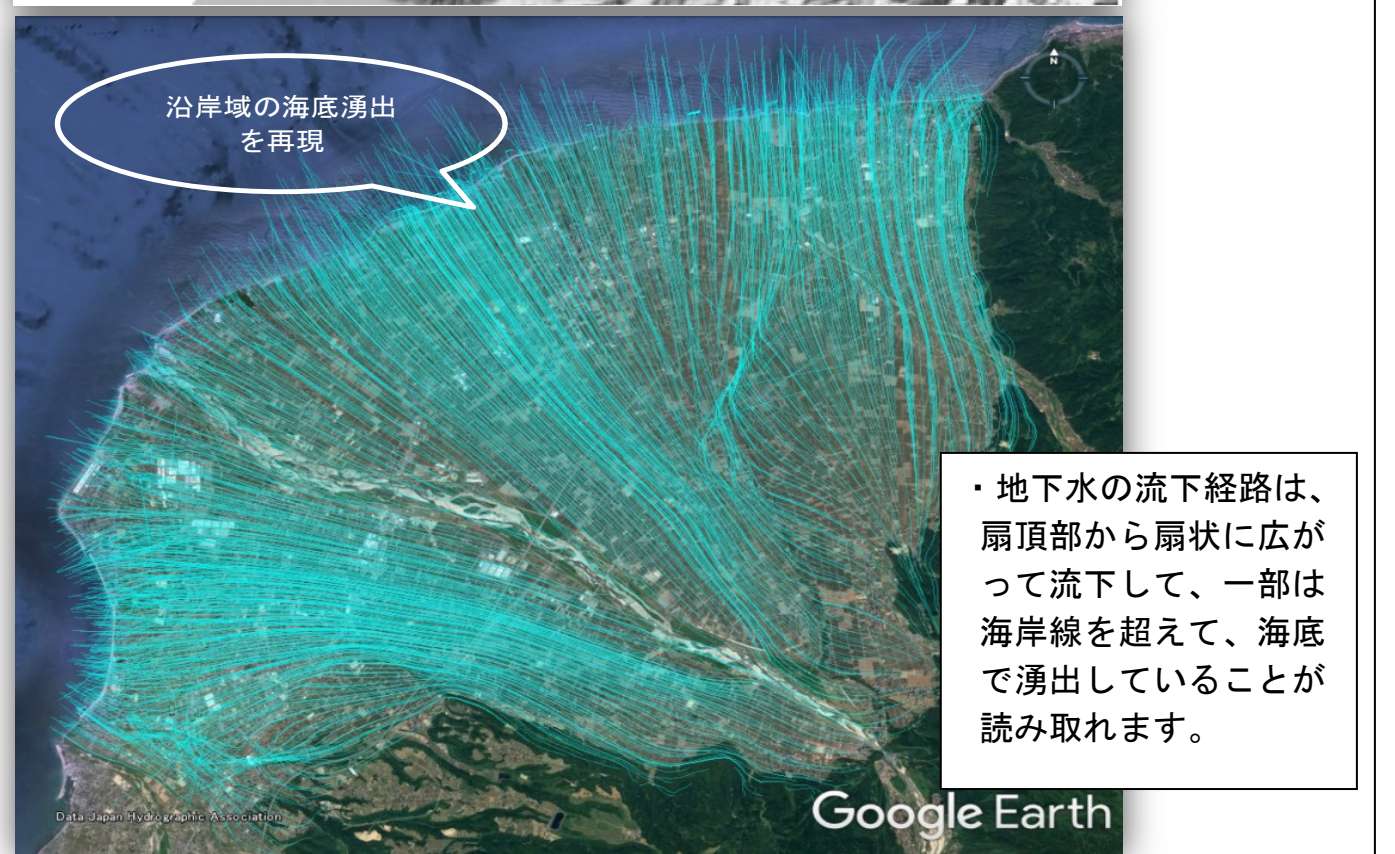 沿岸域の海底湧出
を再現
N
・地下水の流下経路は、
扇頂部から扇状に広が
って流下して、一部は
海岸線を超えて、海底
で湧出していることが
読み取れます。
Data Japan Hydrographic Association
Google Earth